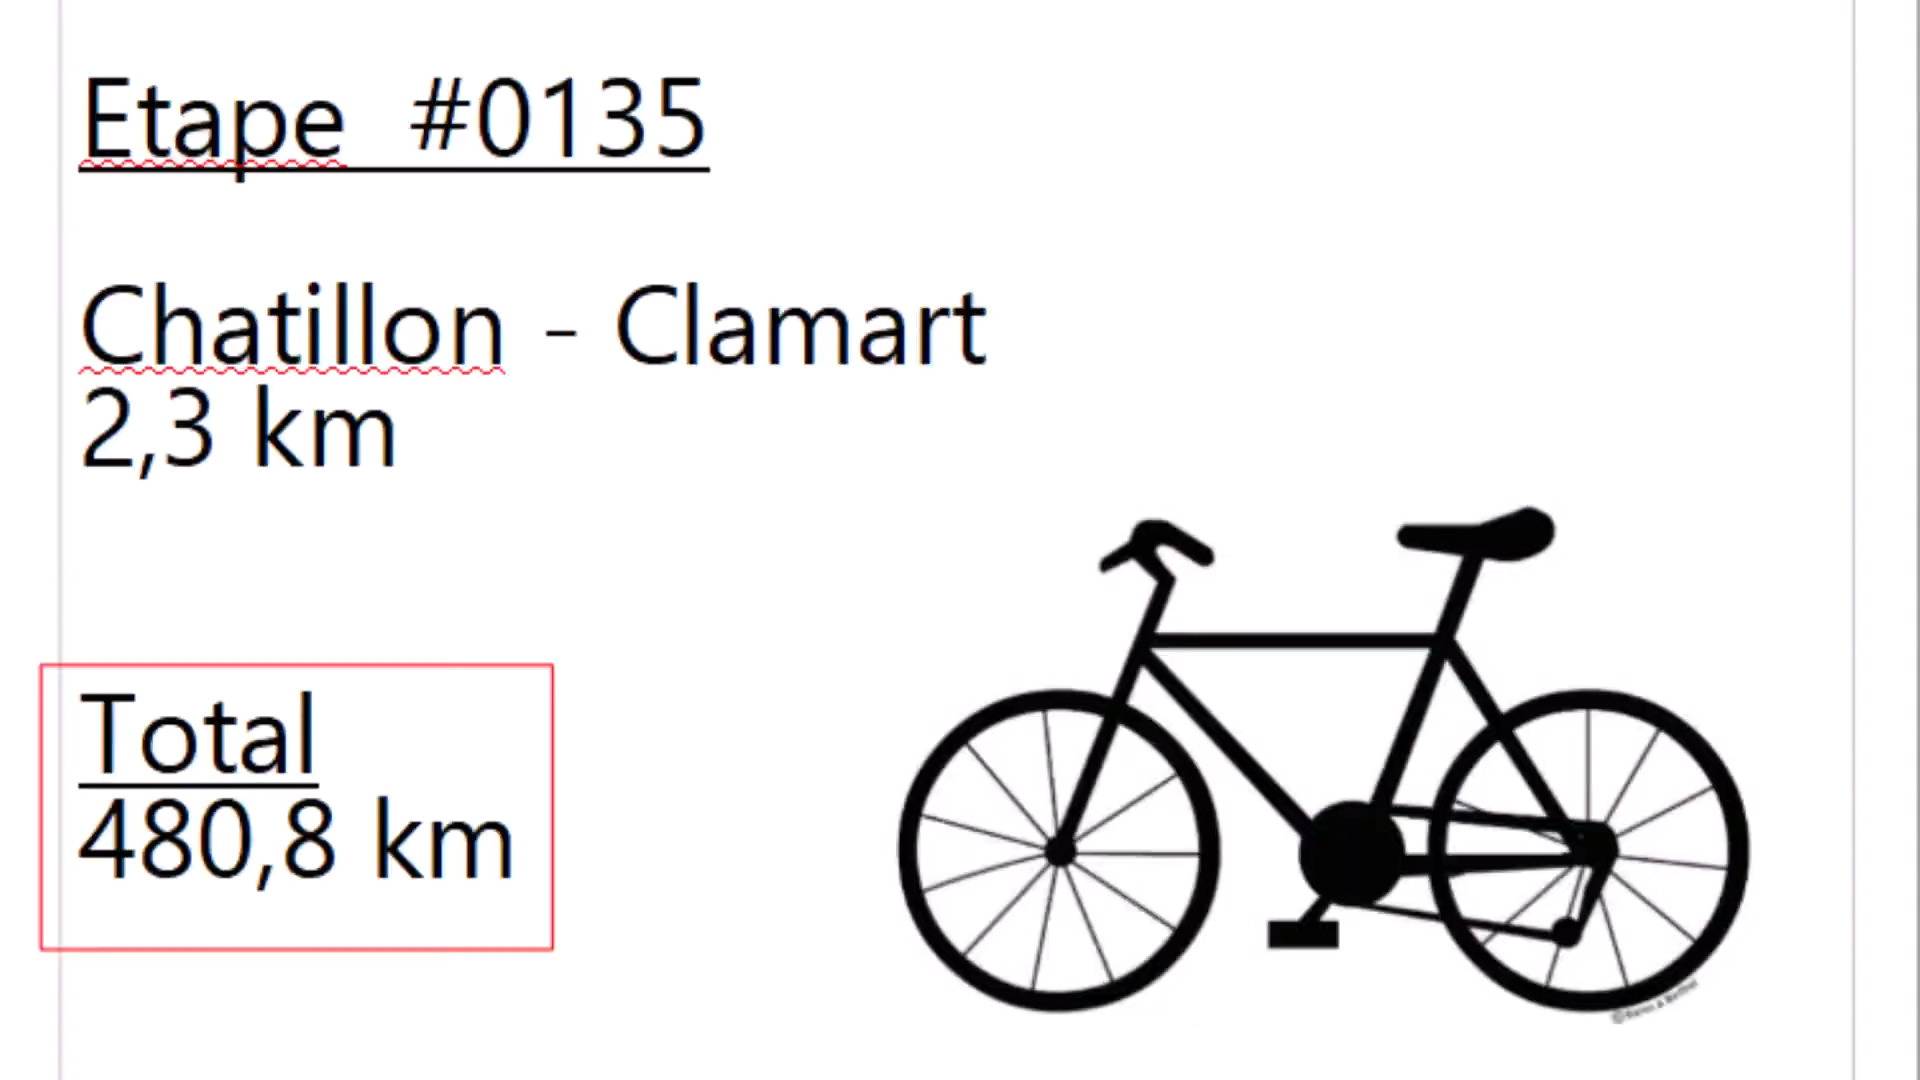 Etape  #0135
Chatillon - Clamart
2,3 km
Total
480,8 km